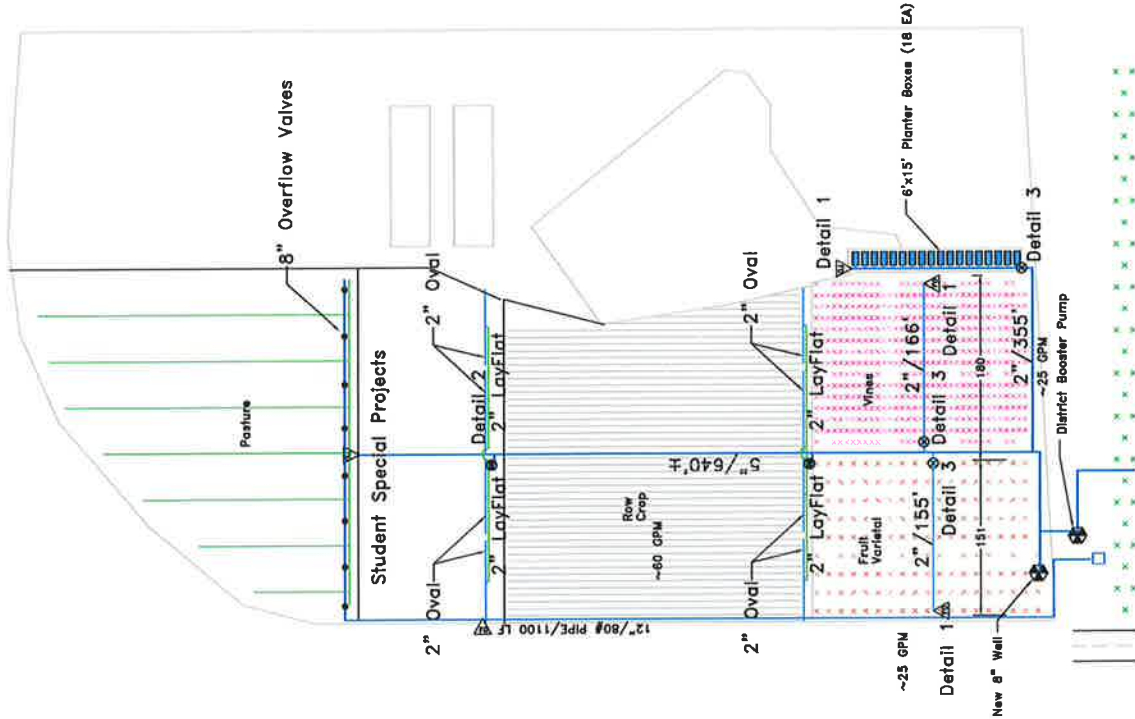 8" Overflow Valves
Pasture
Student Special Projects
Oval
2"
Oval
2"
Detail 2
2" LayFlat
2" LayFlat
Oval
2"
12"/80# PIPE/1100 LF
Row
Crop
~60 GPM
5"/640'±
Oval
2"
Oval
2"
2" LayFlat
2" LayFlat
Detail 1
6'x15' Planter Boxes (18 EA)
Vines
2"/166'
Detail 3
Detail 1
180
2"/355'
~25 GPM
Detail 3
Fruit
Varietal
2"/155'
Detail 3
151
~25 GPM
Detail 1
New 8" Well
District Booster Pump